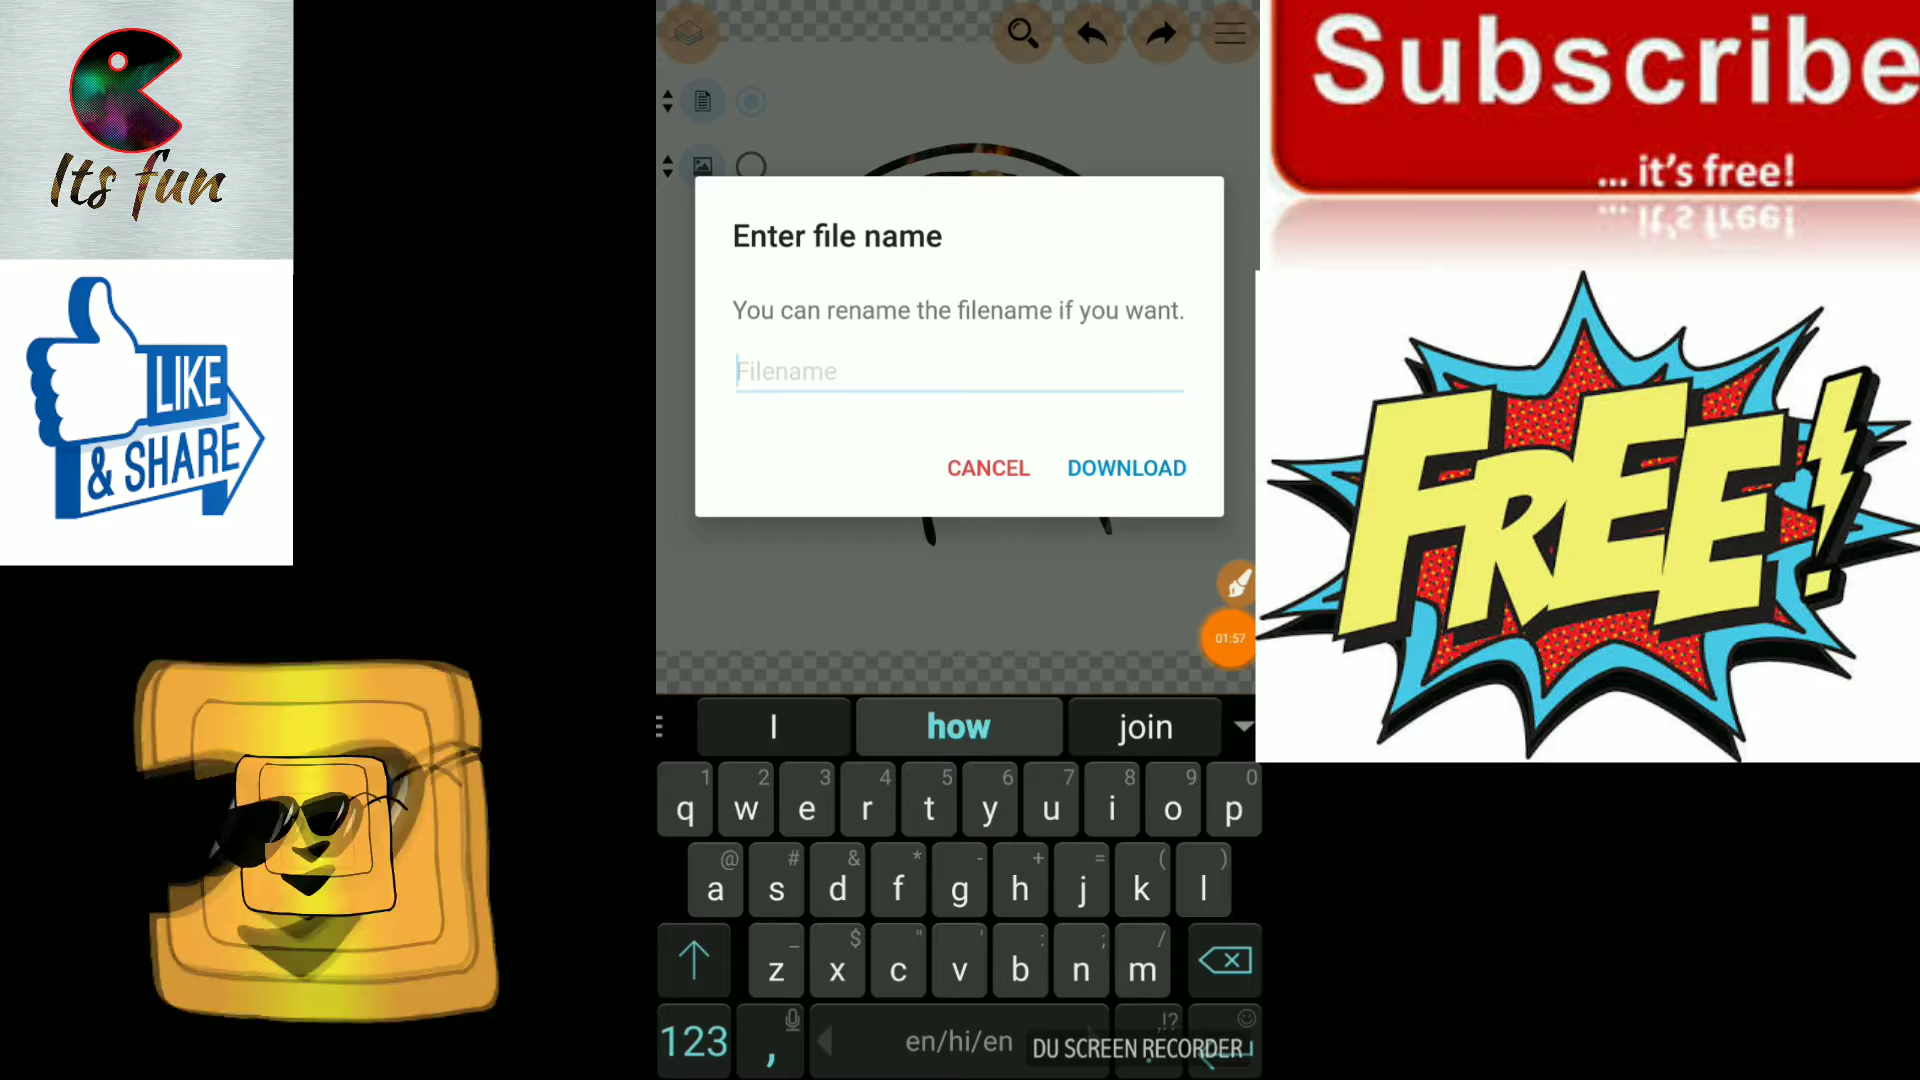 Its fun
LIKE
& SHARE
Enter file name
You can rename the filename if you want.
Filename
CANCEL
DOWNLOAD
01:57
Subscribe
... it's free!
FREE!
I
how
join
1 2 3 4 5 6 7 8 9 0
q w e r t y u i o p
@ # & * - + = ( )
a s d f g h j k l
_ $ " ' : ; /
z x c v b n m
123
,
en/hi/en
,!?
.
DU SCREEN RECORDER